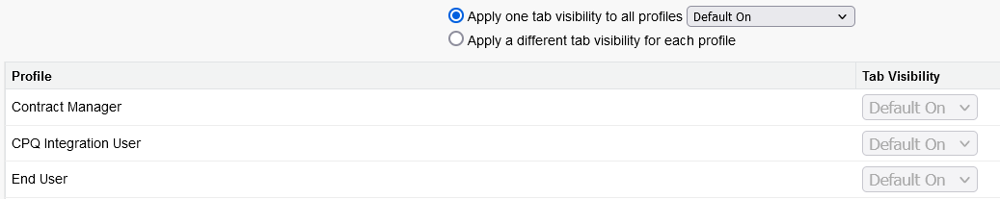 Apply one tab visibility to all profiles Default On
Apply a different tab visibility for each profile
Profile Tab Visibility
Contract Manager Default On
CPQ Integration User Default On
End User Default On